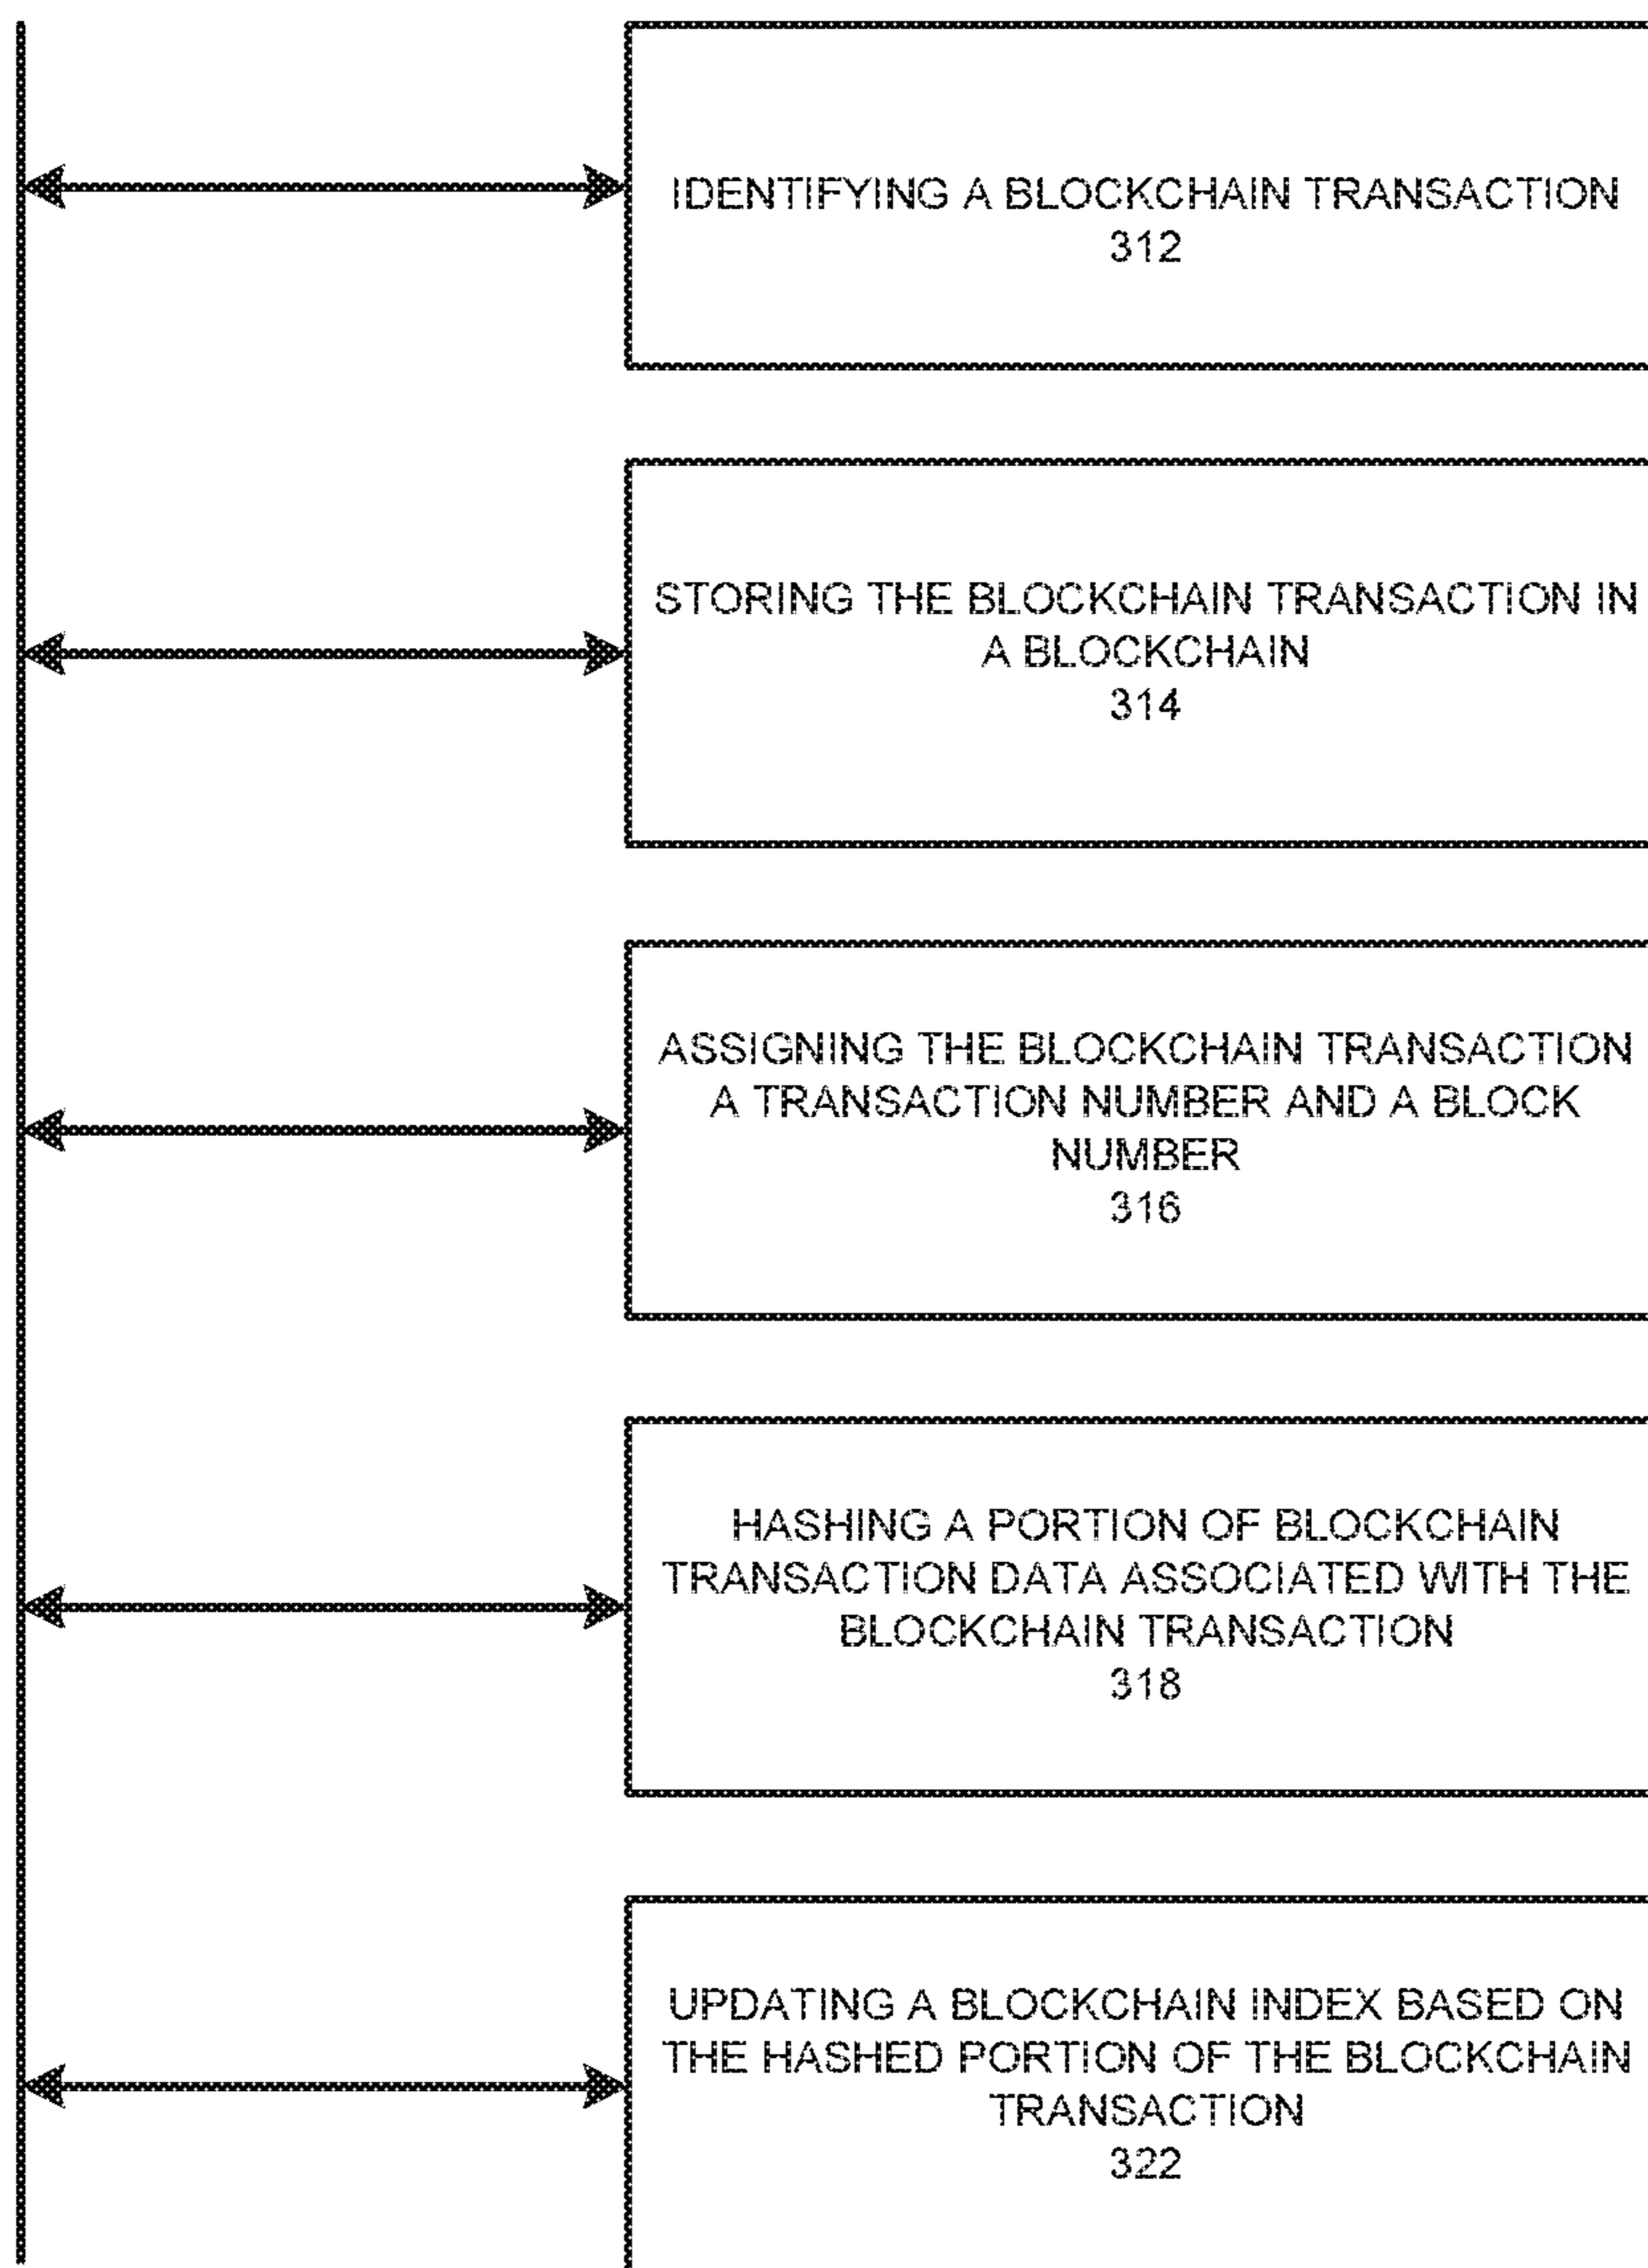 IDENTIFYING A BLOCKCHAIN TRANSACTION
312
STORING THE BLOCKCHAIN TRANSACTION IN
A BLOCKCHAIN
314
ASSIGNING THE BLOCKCHAIN TRANSACTION
A TRANSACTION NUMBER AND A BLOCK
NUMBER
316
HASHING A PORTION OF BLOCKCHAIN
TRANSACTION DATA ASSOCIATED WITH THE
BLOCKCHAIN TRANSACTION
318
UPDATING A BLOCKCHAIN INDEX BASED ON
THE HASHED PORTION OF THE BLOCKCHAIN
TRANSACTION
322